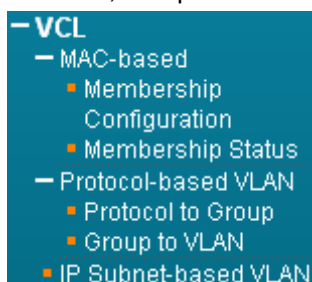 VCL
MAC-based
Membership
Configuration
Membership Status
Protocol-based VLAN
Protocol to Group
Group to VLAN
IP Subnet-based VLAN